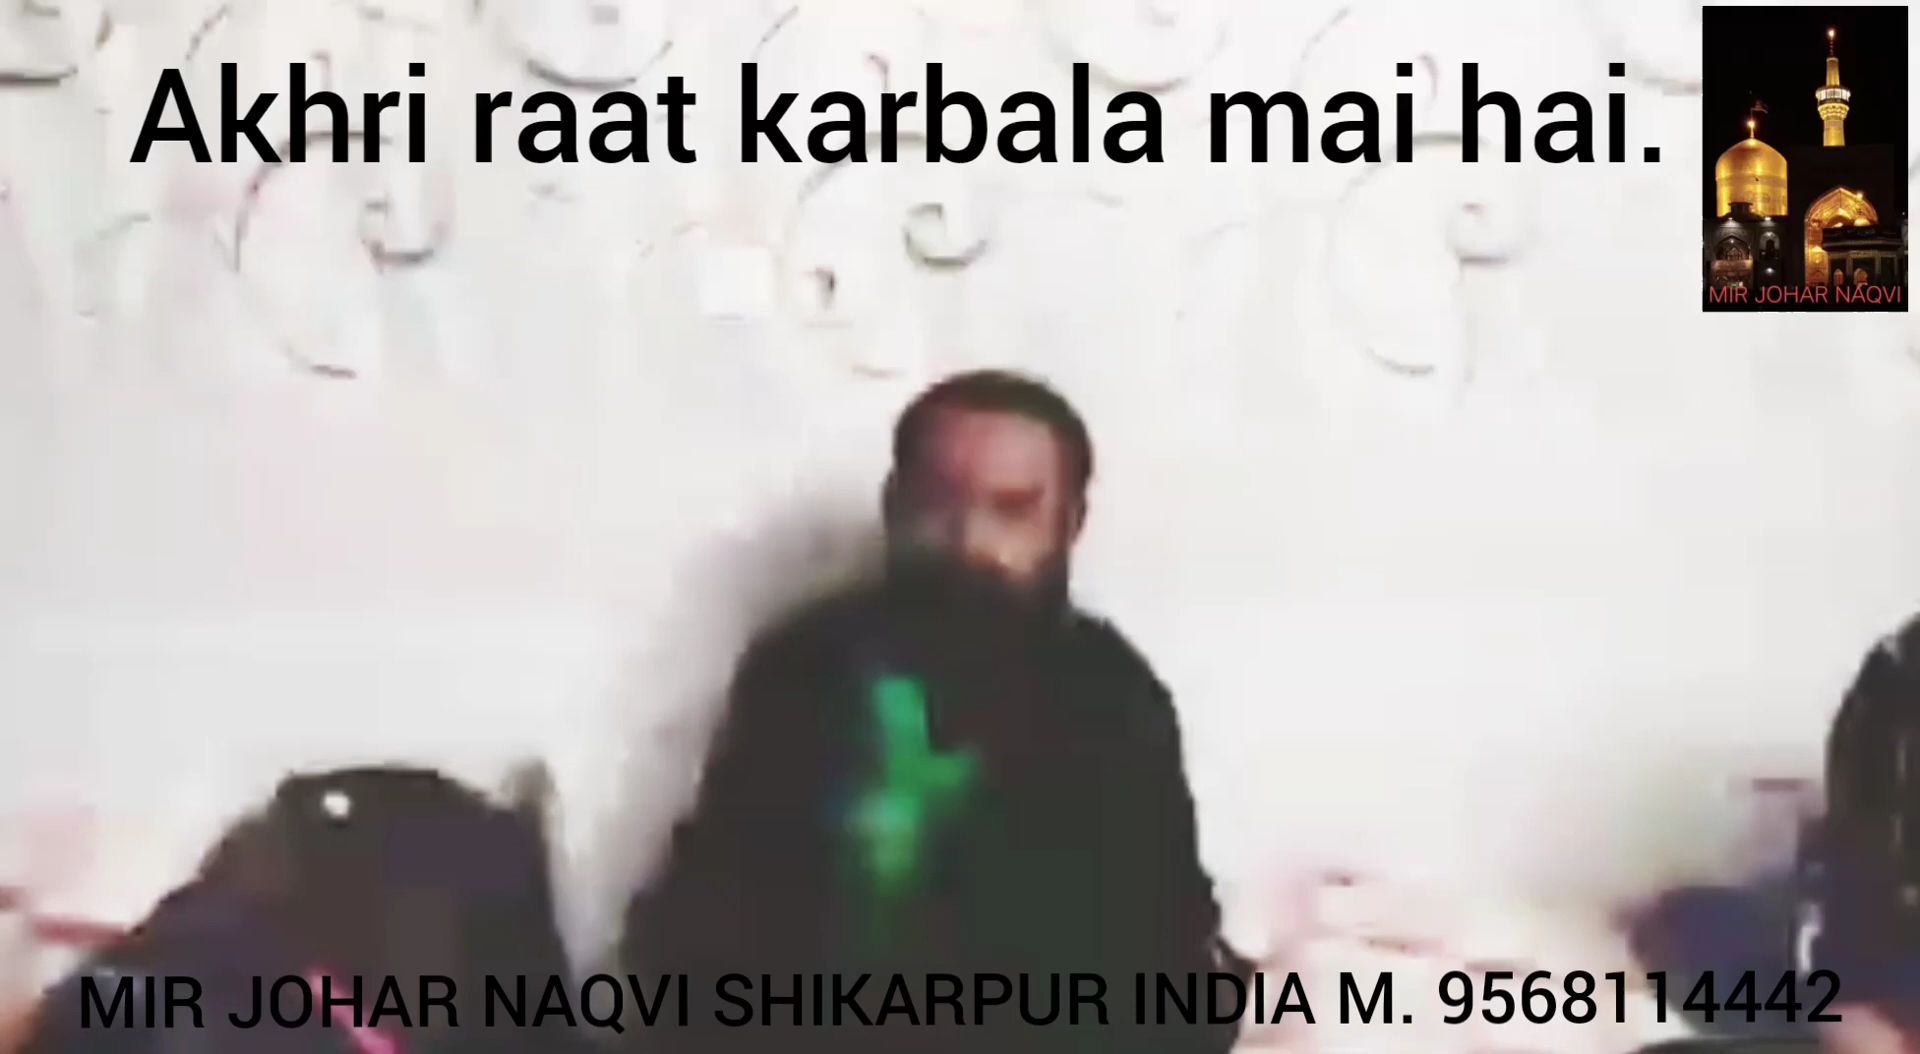 Akhri raat karbala mai hai.
MIR JOHAR NAQVI
MIR JOHAR NAQVI SHIKARPUR INDIA M. 9568114442